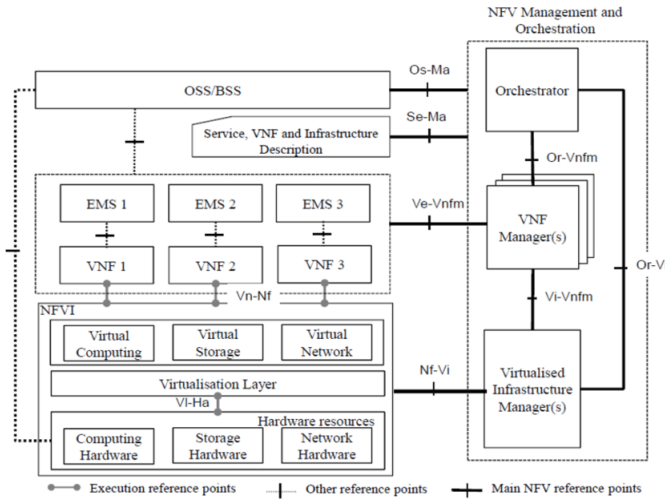 NFV Management and
Orchestration
Os-Ma
OSS/BSS
Orchestrator
Se-Ma
Service, VNF and Infrastructure
Description
Or-Vnfm
EMS 1
EMS 2
EMS 3
Ve-Vnfm
VNF
Manager(s)
VNF 1
VNF 2
VNF 3
Or-V
Vn-Nf
Vi-Vnfm
NFVI
Virtual
Computing
Virtual
Storage
Virtual
Network
Virtualisation Layer
Nf-Vi
Virtualised
Infrastructure
Manager(s)
Vl-Ha
Hardware resources
Computing
Hardware
Storage
Hardware
Network
Hardware
Execution reference points
Other reference points
Main NFV reference points